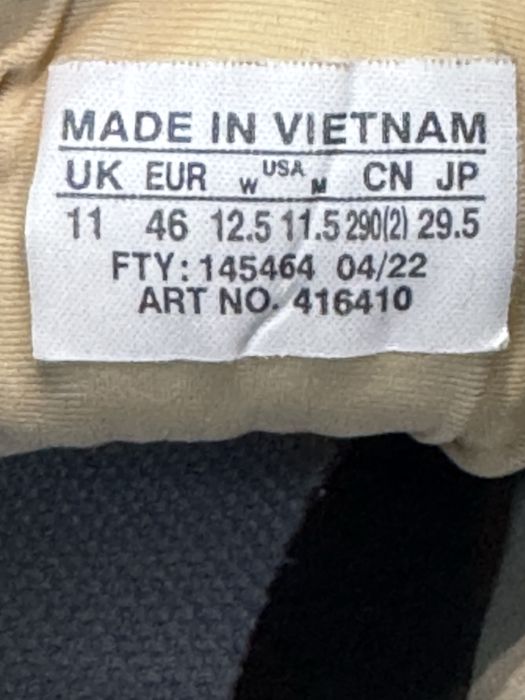 MADE IN VIETNAM
UK EUR W USA M CN JP
11 46 12.5 11.5 290(2) 29.5
FTY: 145464 04/22
ART NO. 416410